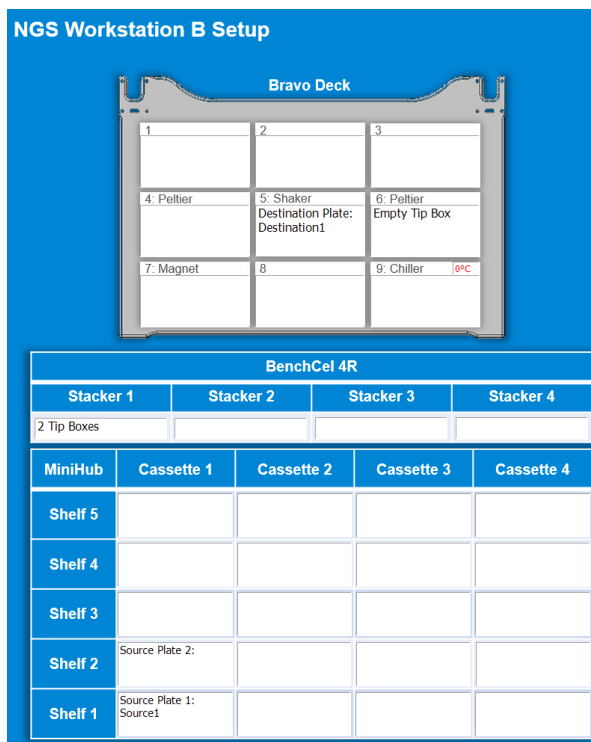 NGS Workstation B Setup
Bravo Deck
1
2
3
4: Peltier
5: Shaker
Destination Plate:
Destination1
6: Peltier
Empty Tip Box
7: Magnet
8
9: Chiller
0°C
BenchCel 4R
Stacker 1
Stacker 2
Stacker 3
Stacker 4
2 Tip Boxes
MiniHub
Cassette 1
Cassette 2
Cassette 3
Cassette 4
Shelf 5
Shelf 4
Shelf 3
Shelf 2
Source Plate 2:
Shelf 1
Source Plate 1:
Source1